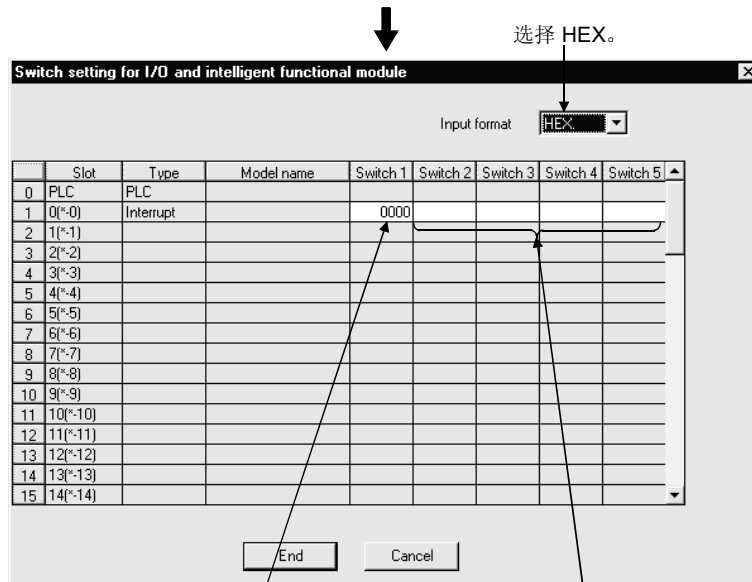 选择 HEX。
Switch setting for I/O and intelligent functional module
Input format HEX.
Slot Type Model name Switch 1 Switch 2 Switch 3 Switch 4 Switch 5
0 PLC PLC
1 0(*-0) Interrupt 0000
2 1(*-1)
3 2(*-2)
4 3(*-3)
5 4(*-4)
6 5(*-5)
7 6(*-6)
8 7(*-7)
9 8(*-8)
10 9(*-9)
11 10(*-10)
12 11(*-11)
13 12(*-12)
14 13(*-13)
15 14(*-14)
End Cancel